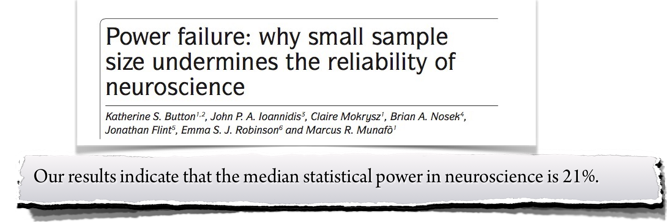 Power failure: why small sample
size undermines the reliability of
neuroscience
Katherine S. Button1,2, John P. A. Ioannidis3, Claire Mokrysz1, Brian A. Nosek4,
Jonathan Flint5, Emma S. J. Robinson6 and Marcus R. Munafò1
Our results indicate that the median statistical power in neuroscience is 21%.